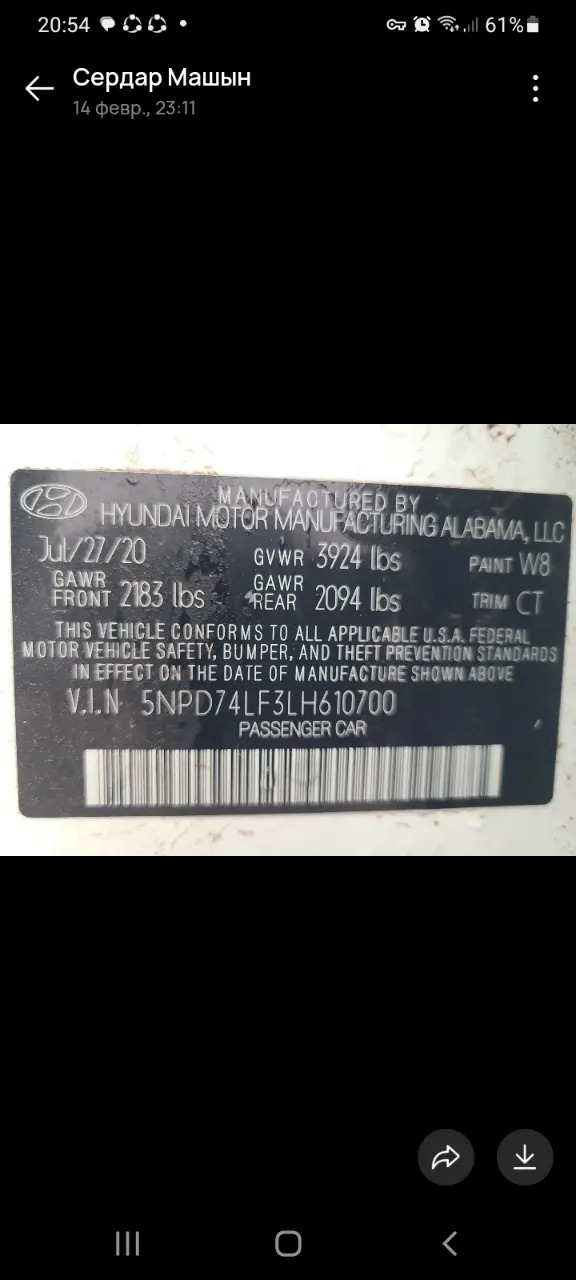 20:54
61%
Сердар Машын
14 февр., 23:11
MANUFACTURED BY
HYUNDAI MOTOR MANUFACTURING ALABAMA, LLC
Jul/27/20 GVWR 3924 lbs PAINT W8
GAWR FRONT 2183 lbs GAWR REAR 2094 lbs TRIM CT
THIS VEHICLE CONFORMS TO ALL APPLICABLE U.S.A. FEDERAL
MOTOR VEHICLE SAFETY, BUMPER, AND THEFT PREVENTION STANDARDS
IN EFFECT ON THE DATE OF MANUFACTURE SHOWN ABOVE
V.I.N 5NPD74LF3LH610700
PASSENGER CAR